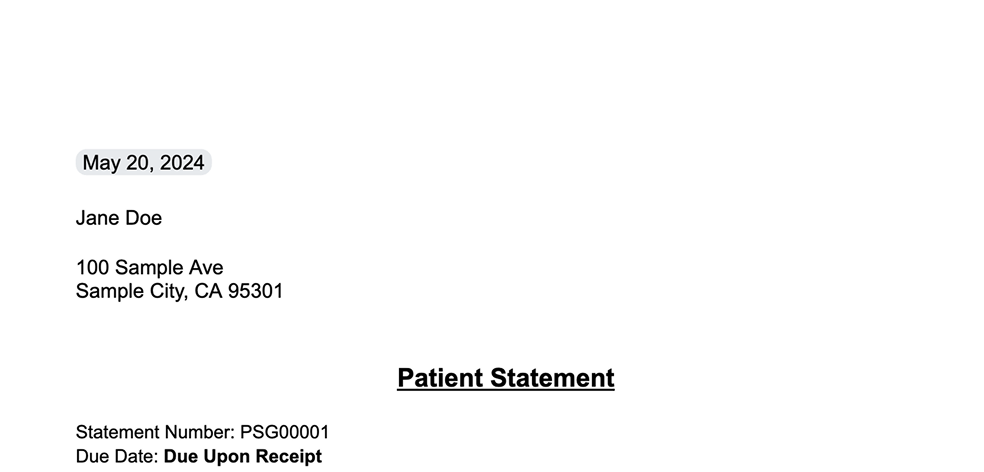 May 20, 2024
Jane Doe
100 Sample Ave
Sample City, CA 95301
Patient Statement
Statement Number: PSG00001
Due Date: Due Upon Receipt